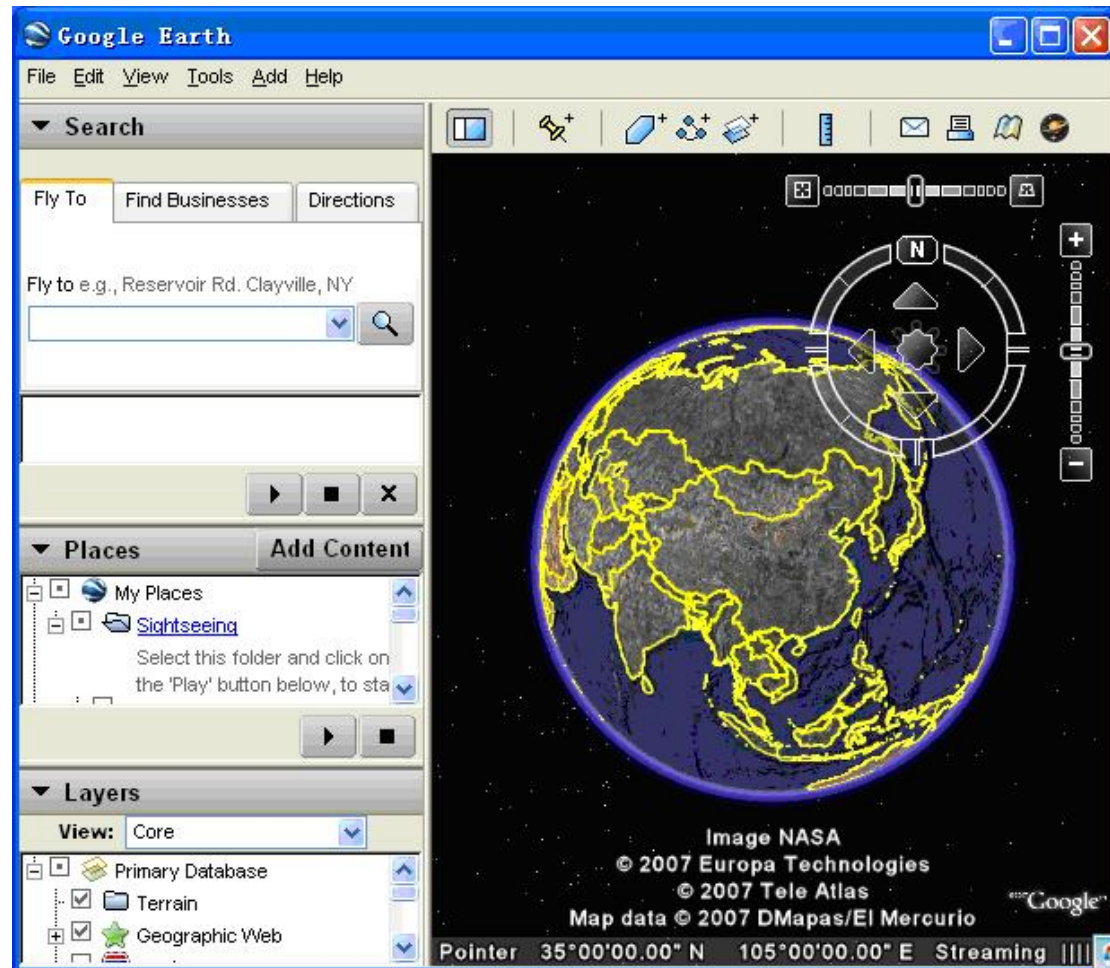 Google Earth
File Edit View Tools Add Help
Search
Fly To Find Businesses Directions
Fly to e.g., Reservoir Rd. Clayville, NY
Places Add Content
My Places
Sightseeing
Select this folder and click on
the 'Play' button below, to sta
Layers
View: Core
Primary Database
Terrain
Geographic Web
N
Image NASA
© 2007 Europa Technologies
© 2007 Tele Atlas
Map data © 2007 DMapas/El Mercurio
Google
Pointer 35°00'00.00" N 105°00'00.00" E Streaming